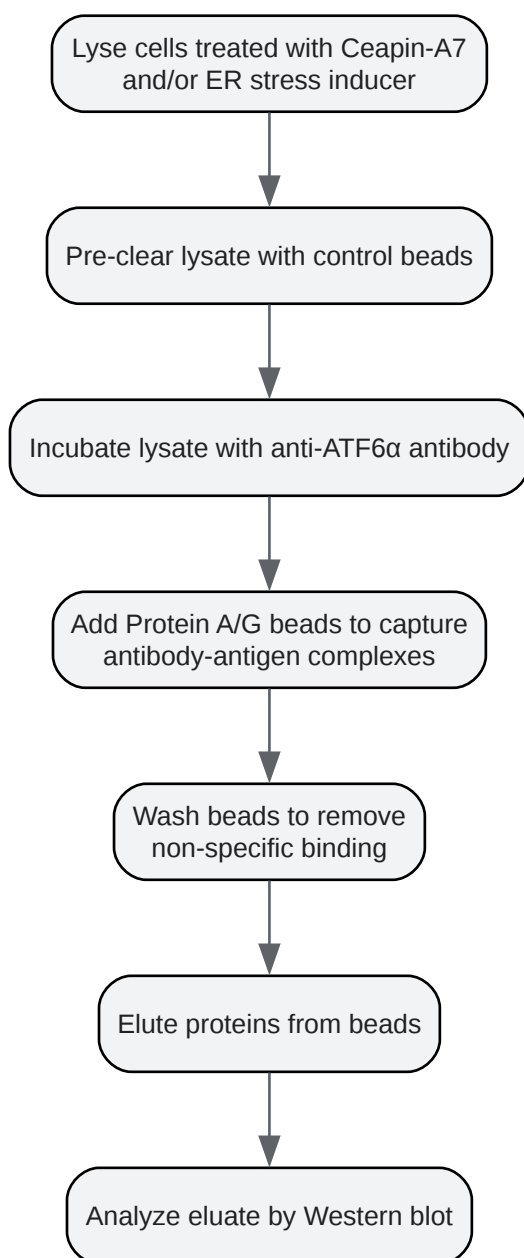 Lyse cells treated with Ceapin-A7
and/or ER stress inducer
Pre-clear lysate with control beads
Incubate lysate with anti-ATF6α antibody
Add Protein A/G beads to capture
antibody-antigen complexes
Wash beads to remove
non-specific binding
Elute proteins from beads
Analyze eluate by Western blot